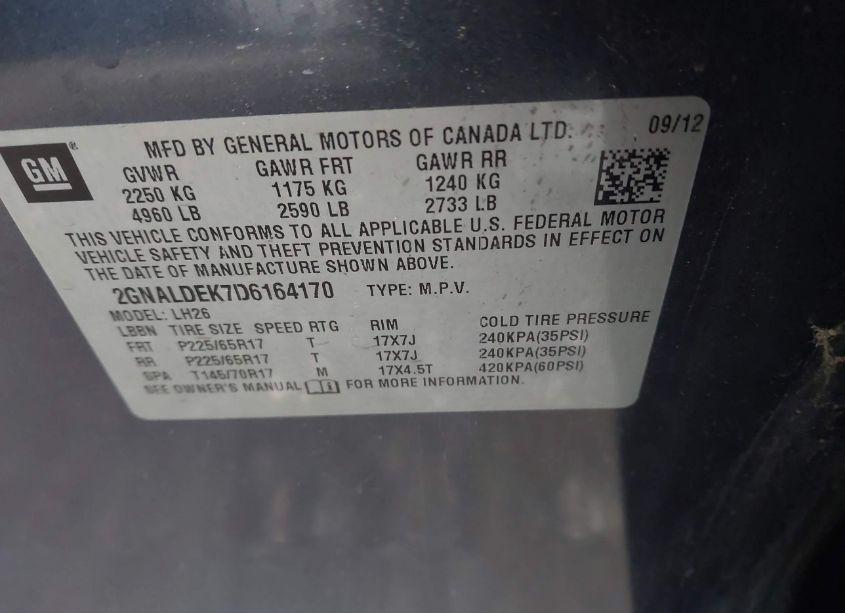 GM
MFD BY GENERAL MOTORS OF CANADA LTD. 09/12
GVWR GAWR FRT GAWR RR
2250 KG 1175 KG 1240 KG
4960 LB 2590 LB 2733 LB
THIS VEHICLE CONFORMS TO ALL APPLICABLE U.S. FEDERAL MOTOR
VEHICLE SAFETY AND THEFT PREVENTION STANDARDS IN EFFECT ON
THE DATE OF MANUFACTURE SHOWN ABOVE.
2GNALDEK7D6164170 TYPE: M.P.V.
MODEL: LH26
LBBN TIRE SIZE SPEED RTG RIM COLD TIRE PRESSURE
FRT P225/65R17 T 17X7J 240KPA(35PSI)
RR P225/65R17 T 17X7J 240KPA(35PSI)
SPA T145/70R17 M 17X4.5T 420KPA(60PSI)
SEE OWNER'S MANUAL FOR MORE INFORMATION.